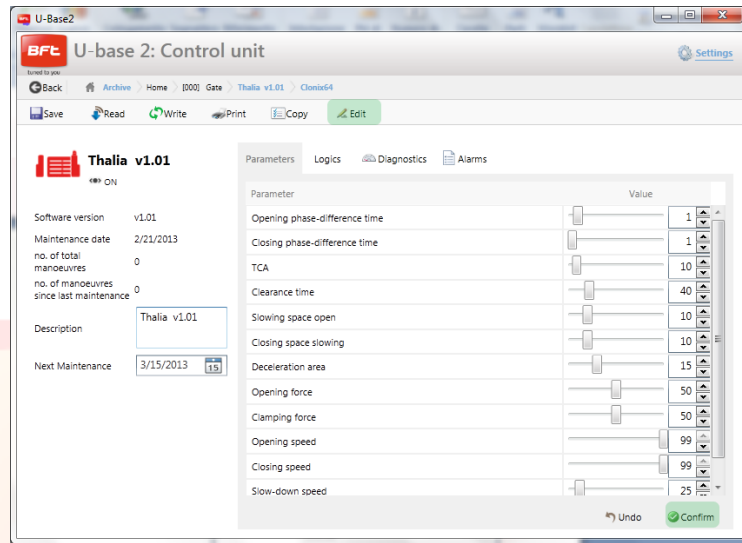 U-Base2
BFT U-base 2: Control unit Settings
tuned to you
Back Archive Home [000] Gate Thalia v1.01 Clonix64
Save Read Write Print Copy Edit
Thalia v1.01
ON
Parameters Logics Diagnostics Alarms
Parameter Value
Software version v1.01
Maintenance date 2/21/2013
no. of total
manoeuvres 0
no. of manoeuvres
since last maintenance 0
Description Thalia v1.01
Next Maintenance 3/15/2013 15
Opening phase-difference time 1
Closing phase-difference time 1
TCA 10
Clearance time 40
Slowing space open 10
Closing space slowing 10
Deceleration area 15
Opening force 50
Clamping force 50
Opening speed 99
Closing speed 99
Slow-down speed 25
Undo Confirm